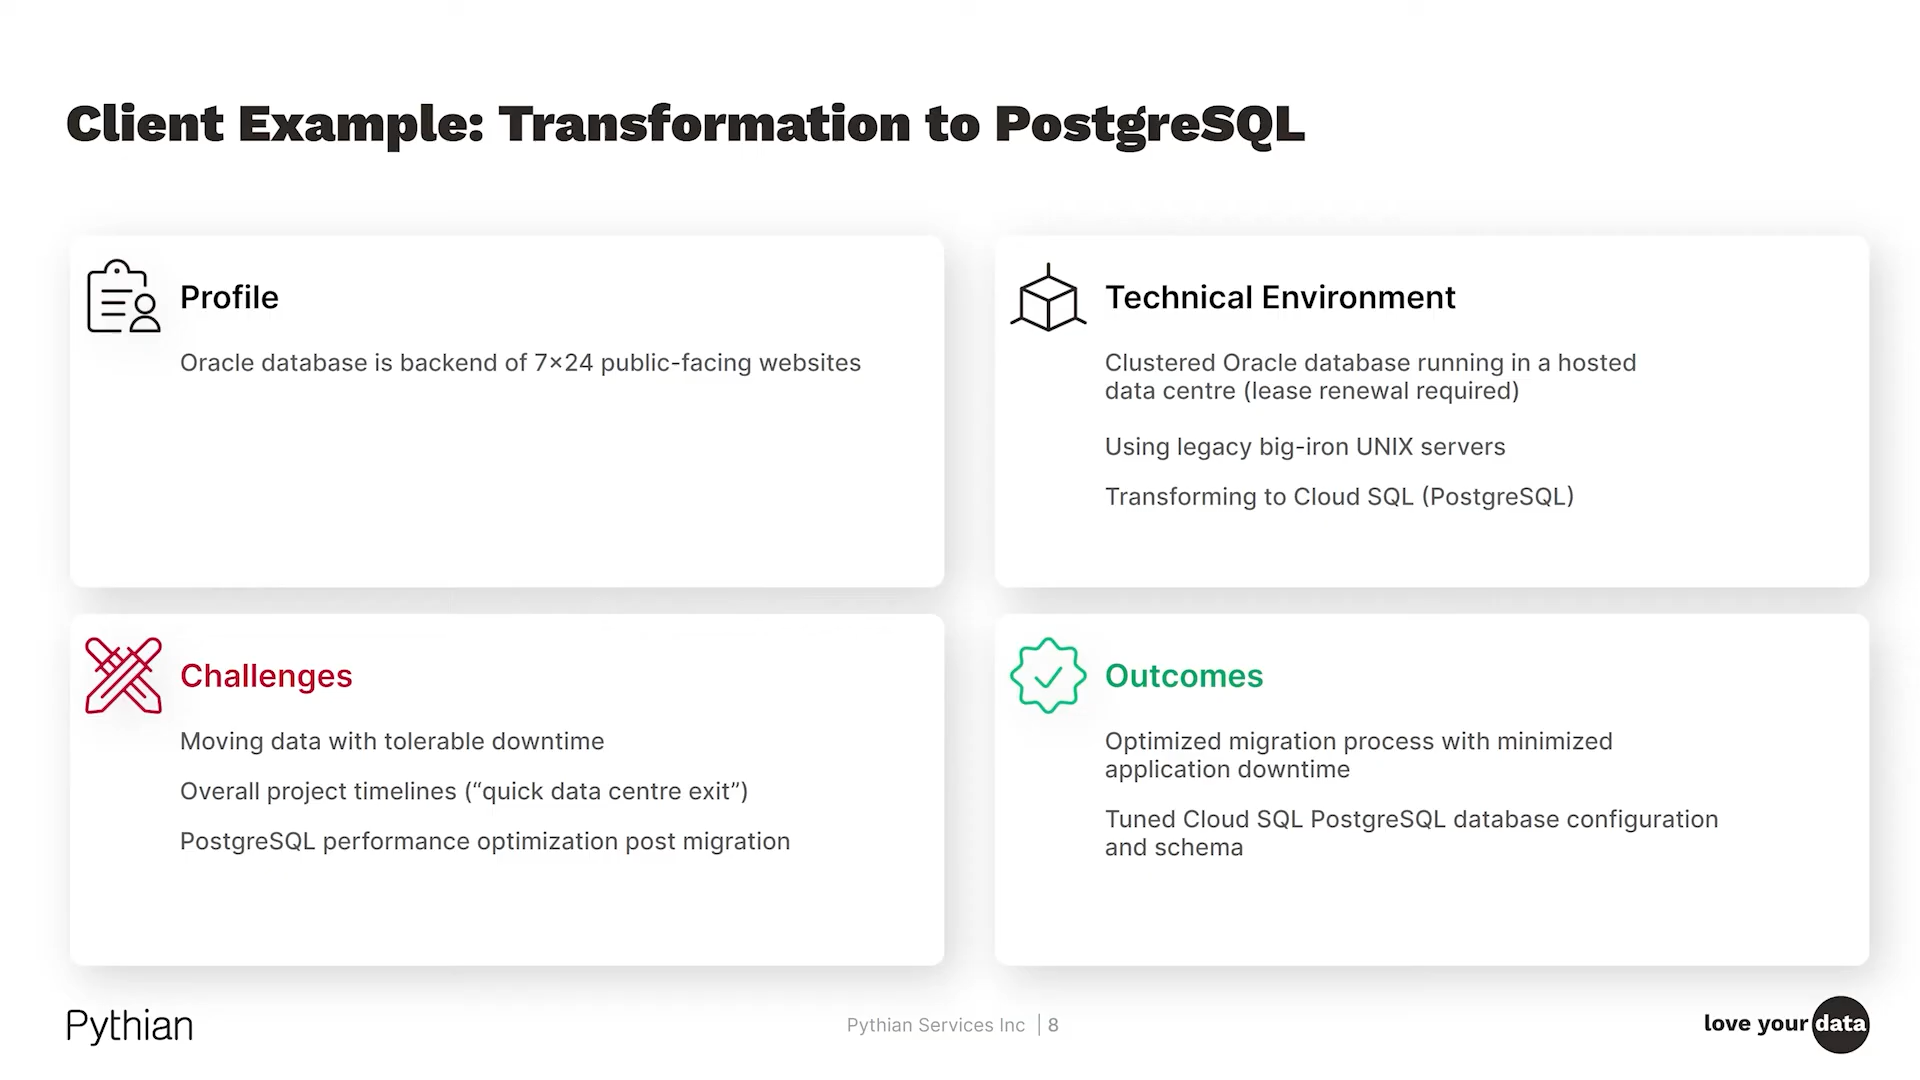 Client Example: Transformation to PostgreSQL
Profile
Oracle database is backend of 7×24 public-facing websites
Technical Environment
Clustered Oracle database running in a hosted
data centre (lease renewal required)
Using legacy big-iron UNIX servers
Transforming to Cloud SQL (PostgreSQL)
Challenges
Moving data with tolerable downtime
Overall project timelines (“quick data centre exit”)
PostgreSQL performance optimization post migration
Outcomes
Optimized migration process with minimized
application downtime
Tuned Cloud SQL PostgreSQL database configuration
and schema
Pythian
Pythian Services Inc | 8
love your data